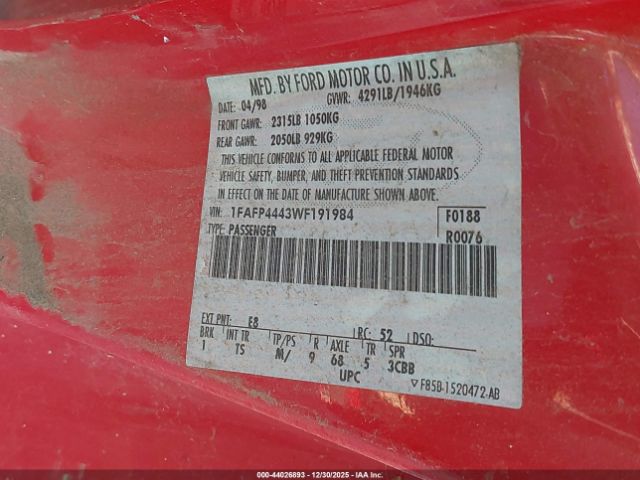 MFD. BY FORD MOTOR CO. IN U.S.A.
04/98 GVWR: 4291LB/1946KG
FRONT GAWR: 2315LB 1050KG
REAR GAWR: 2050LB 929KG
THIS VEHICLE CONFORMS TO ALL APPLICABLE FEDERAL MOTOR
VEHICLE SAFETY, BUMPER, AND THEFT PREVENTION STANDARDS
IN EFFECT ON THE DATE OF MANUFACTURE SHOWN ABOVE.
VIN: 1FAFP4443WF191984 F0188
TYPE: PASSENGER R0076
EXT PNT: E8 RC: 52 DSO:
BRK INT TR TP/PS R AXLE TR SPR
1 TS M/ 9 68 5 3CBB
UPC F85B-1520472-AB
000-44026893 - 12/30/2025 - IAA Inc.